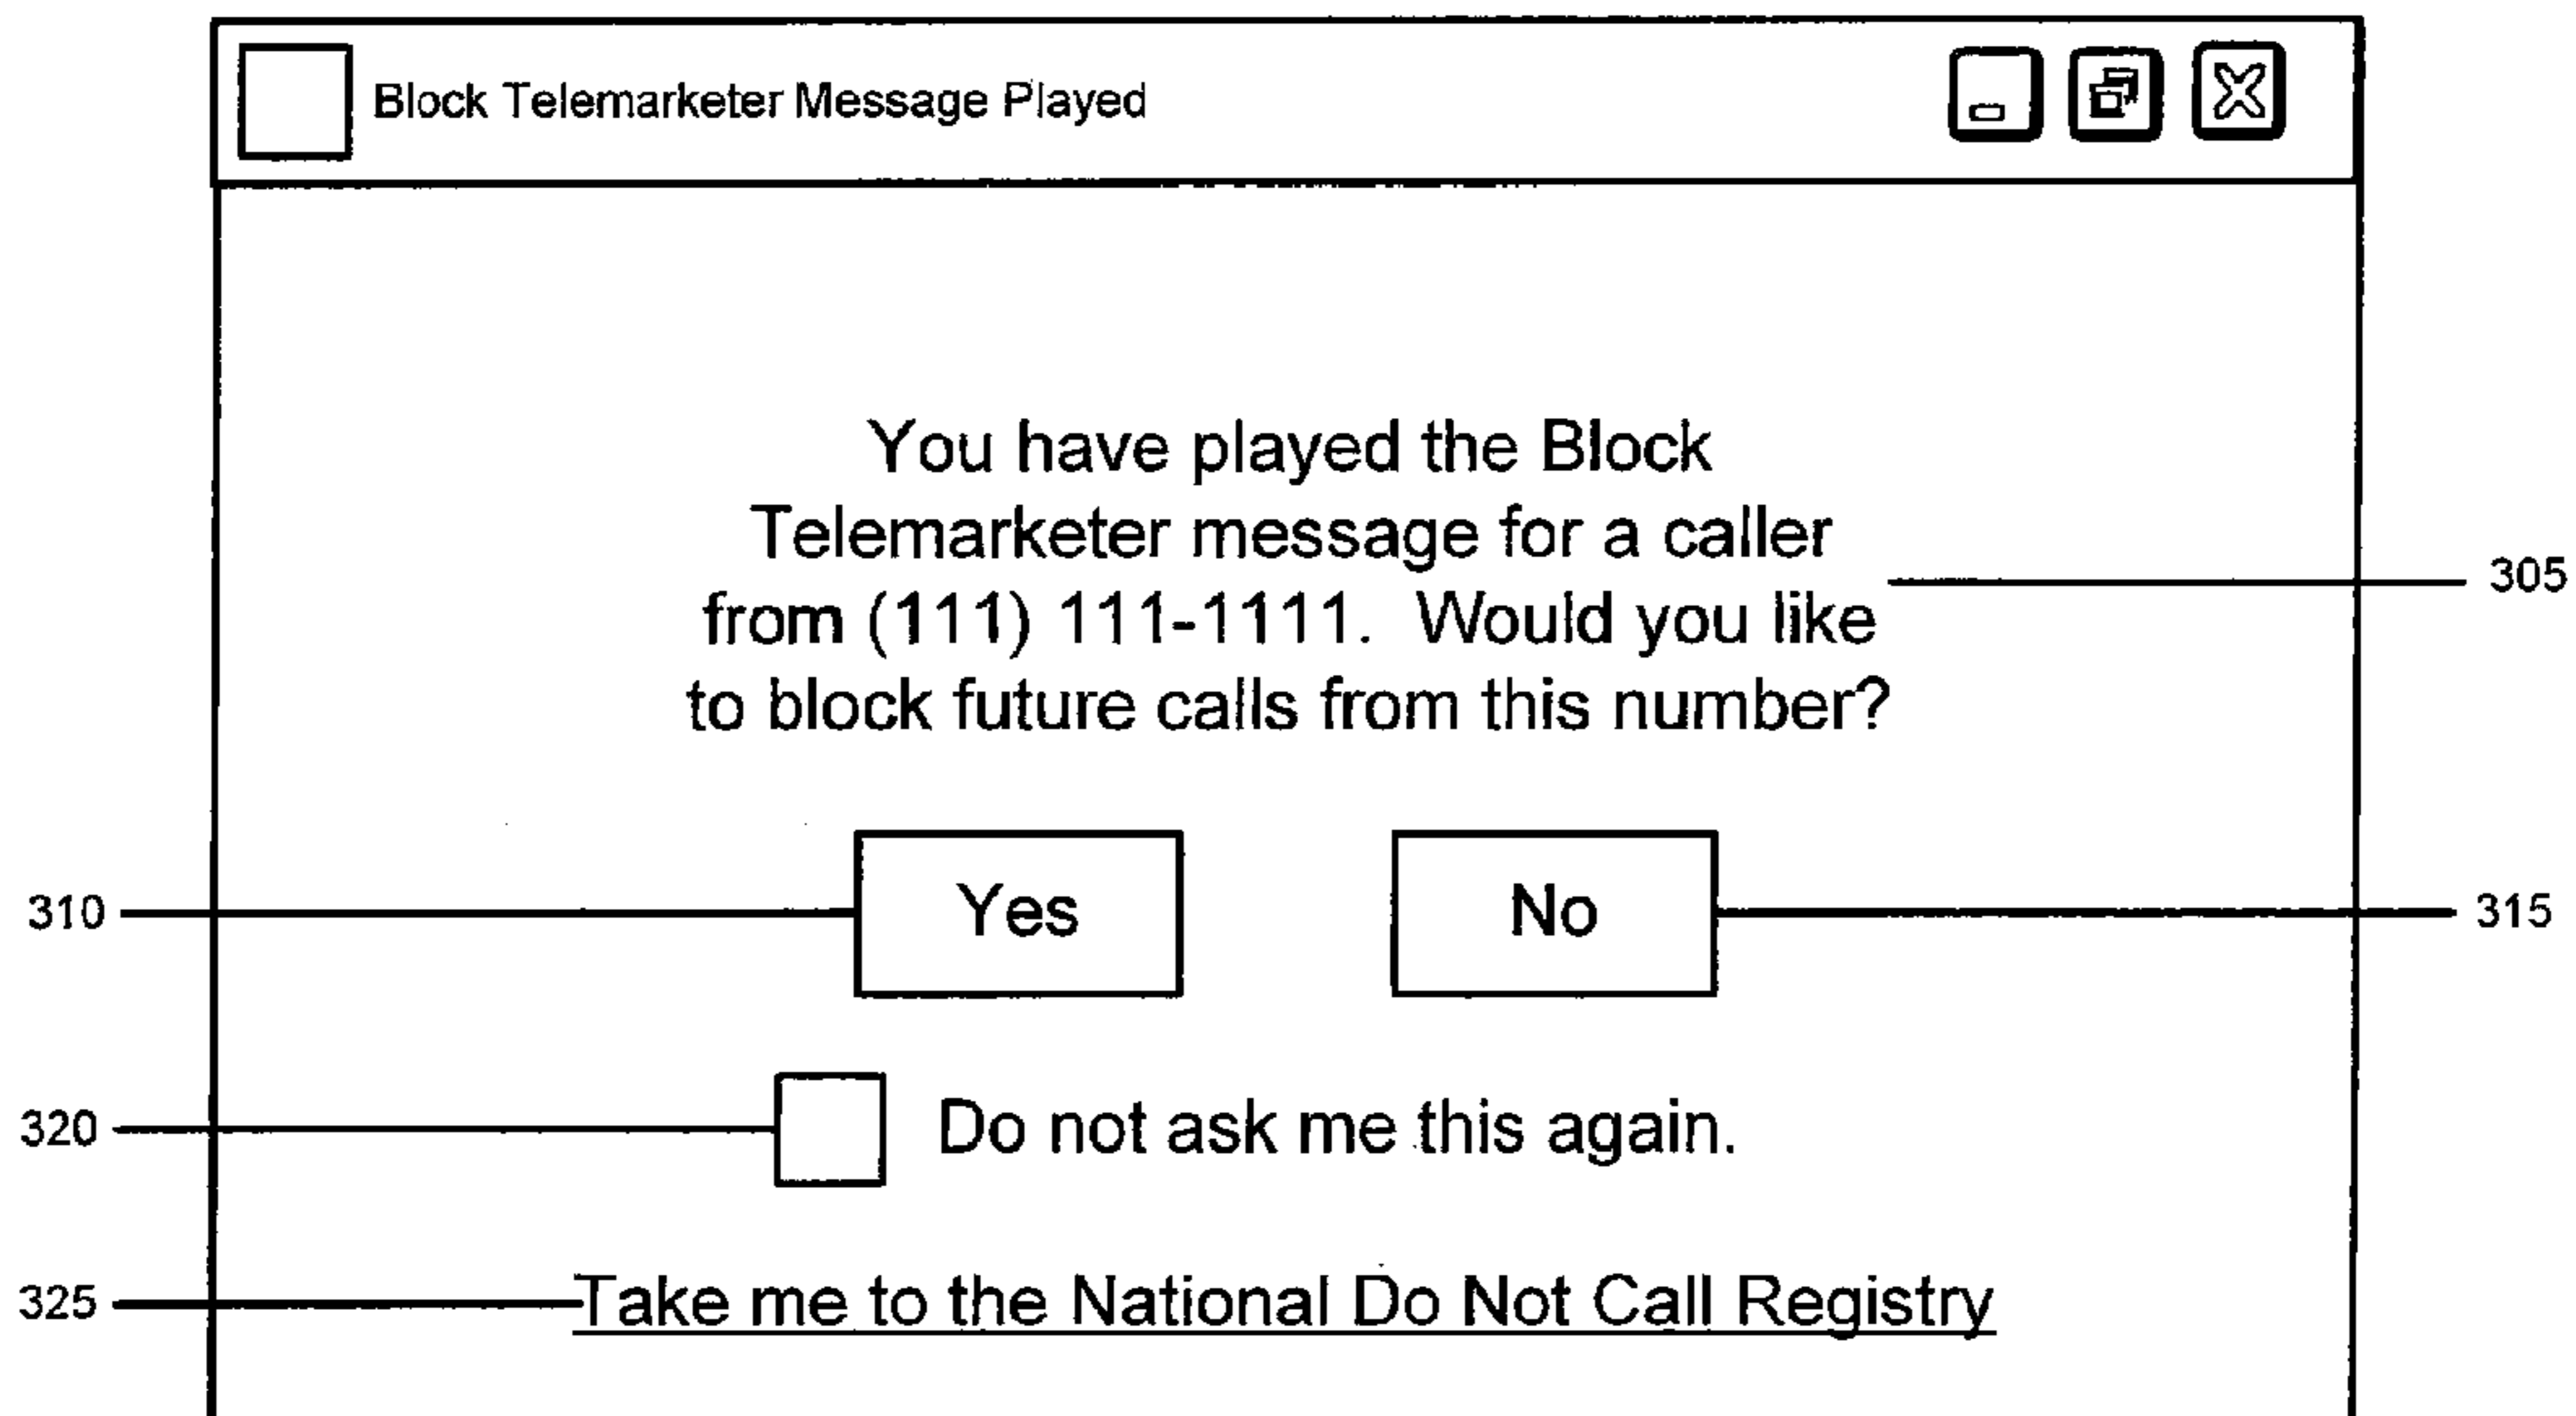 Block Telemarketer Message Played
You have played the Block
Telemarketer message for a caller
from (111) 111-1111. Would you like
to block future calls from this number?
305
310
Yes
No
315
320
Do not ask me this again.
325
Take me to the National Do Not Call Registry